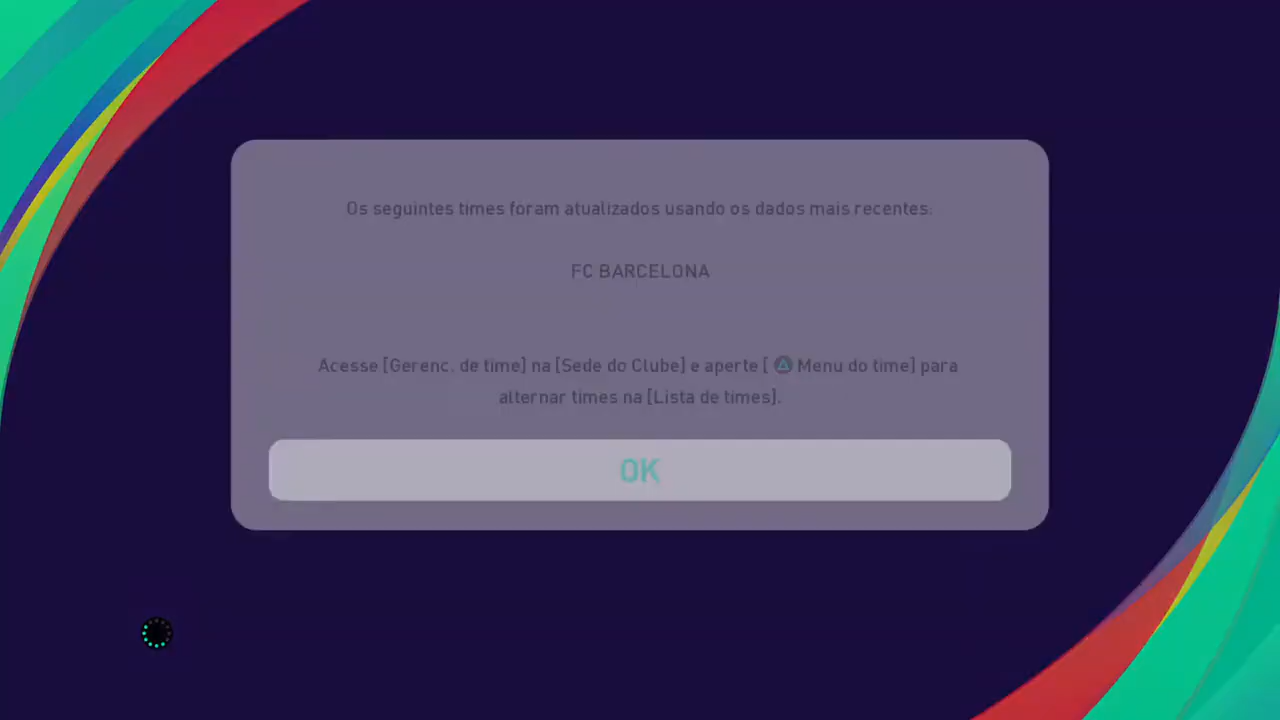 Os seguintes times foram atualizados usando os dados mais recentes:
FC BARCELONA
Acesse [Gerenc. de time] na [Sede do Clube] e aperte [ Menu do time] para
alternar times na [Lista de times].
OK